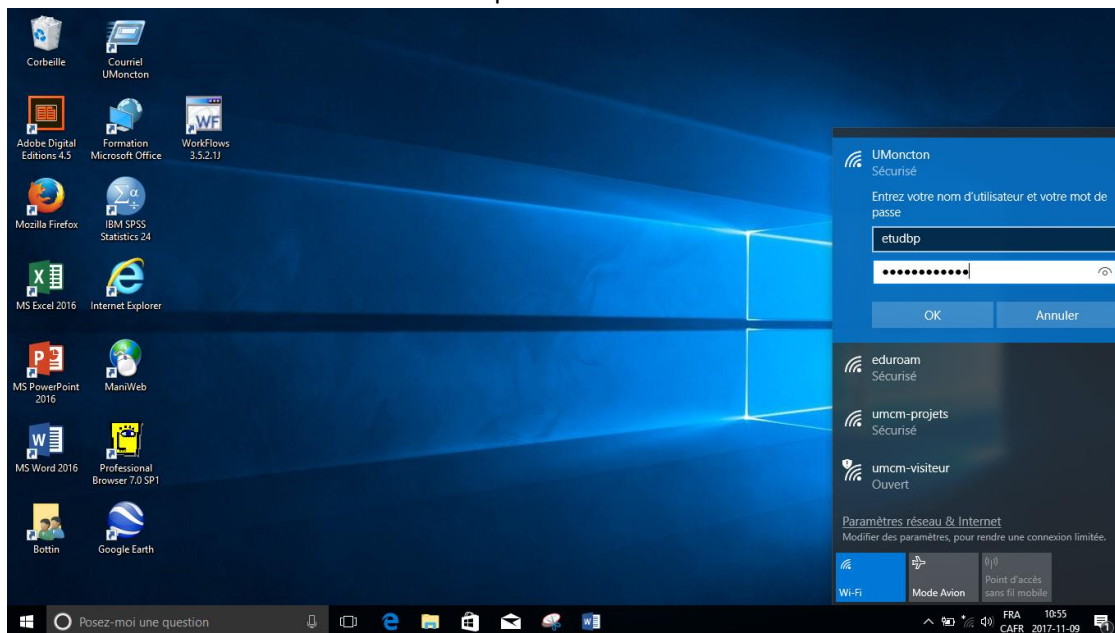 Corbeille
Courriel
UMoncton
Adobe Digital
Editions 4.5
Formation
Microsoft Office
WF
WorkFlows
3.5.2.1J
Mozilla Firefox
Σα
÷
IBM SPSS
Statistics 24
X
MS Excel 2016
Internet Explorer
P
MS PowerPoint
2016
ManiWeb
W
MS Word 2016
Professional
Browser 7.0 SP1
Bottin
Google Earth
UMoncton
Sécurisé
Entrez votre nom d'utilisateur et votre mot de
passe
etudbp
••••••••••••
OK
Annuler
eduroam
Sécurisé
umcm-projets
Sécurisé
umcm-visiteur
Ouvert
Paramètres réseau & Internet
Modifier des paramètres, pour rendre une connexion limitée.
Wi-Fi
Mode Avion
Point d'accès
sans fil mobile
Posez-moi une question
FRA
CAFR
10:55
2017-11-09
1